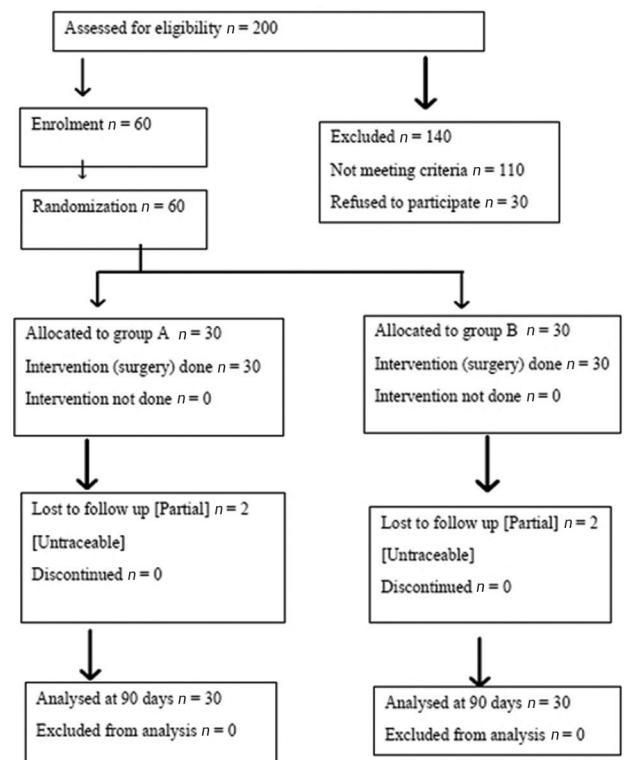 Assessed for eligibility n = 200
Enrolment n = 60
Excluded n = 140
Not meeting criteria n = 110
Refused to participate n = 30
Randomization n = 60
Allocated to group A n = 30
Intervention (surgery) done n = 30
Intervention not done n = 0
Allocated to group B n = 30
Intervention (surgery) done n = 30
Intervention not done n = 0
Lost to follow up [Partial] n = 2
[Untraceable]
Discontinued n = 0
Lost to follow up [Partial] n = 2
[Untraceable]
Discontinued n = 0
Analysed at 90 days n = 30
Excluded from analysis n = 0
Analysed at 90 days n = 30
Excluded from analysis n = 0